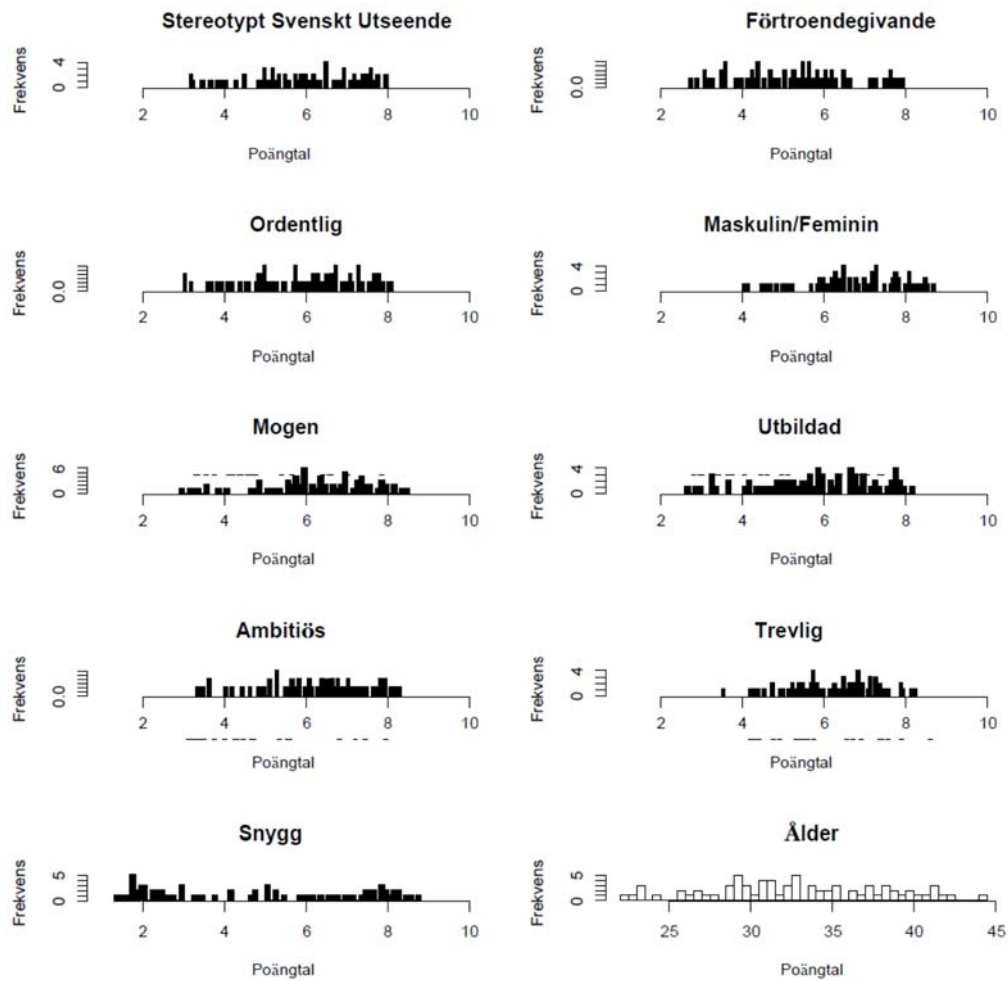 Stereotypt Svenskt Utseende
Frekvens
0 4
2 4 6 8 10
Poängtal
Förtroendegivande
Frekvens
0.0
2 4 6 8 10
Poängtal
Ordentlig
Frekvens
0.0
2 4 6 8 10
Poängtal
Maskulin/Feminin
Frekvens
0 4
2 4 6 8 10
Poängtal
Mogen
Frekvens
0 6
2 4 6 8 10
Poängtal
Utbildad
Frekvens
0 4
2 4 6 8 10
Poängtal
Ambitiös
Frekvens
0.0
2 4 6 8 10
Poängtal
Trevlig
Frekvens
0 4
2 4 6 8 10
Poängtal
Snygg
Frekvens
0 5
2 4 6 8 10
Poängtal
Ålder
Frekvens
0 5
25 30 35 40 45
Poängtal